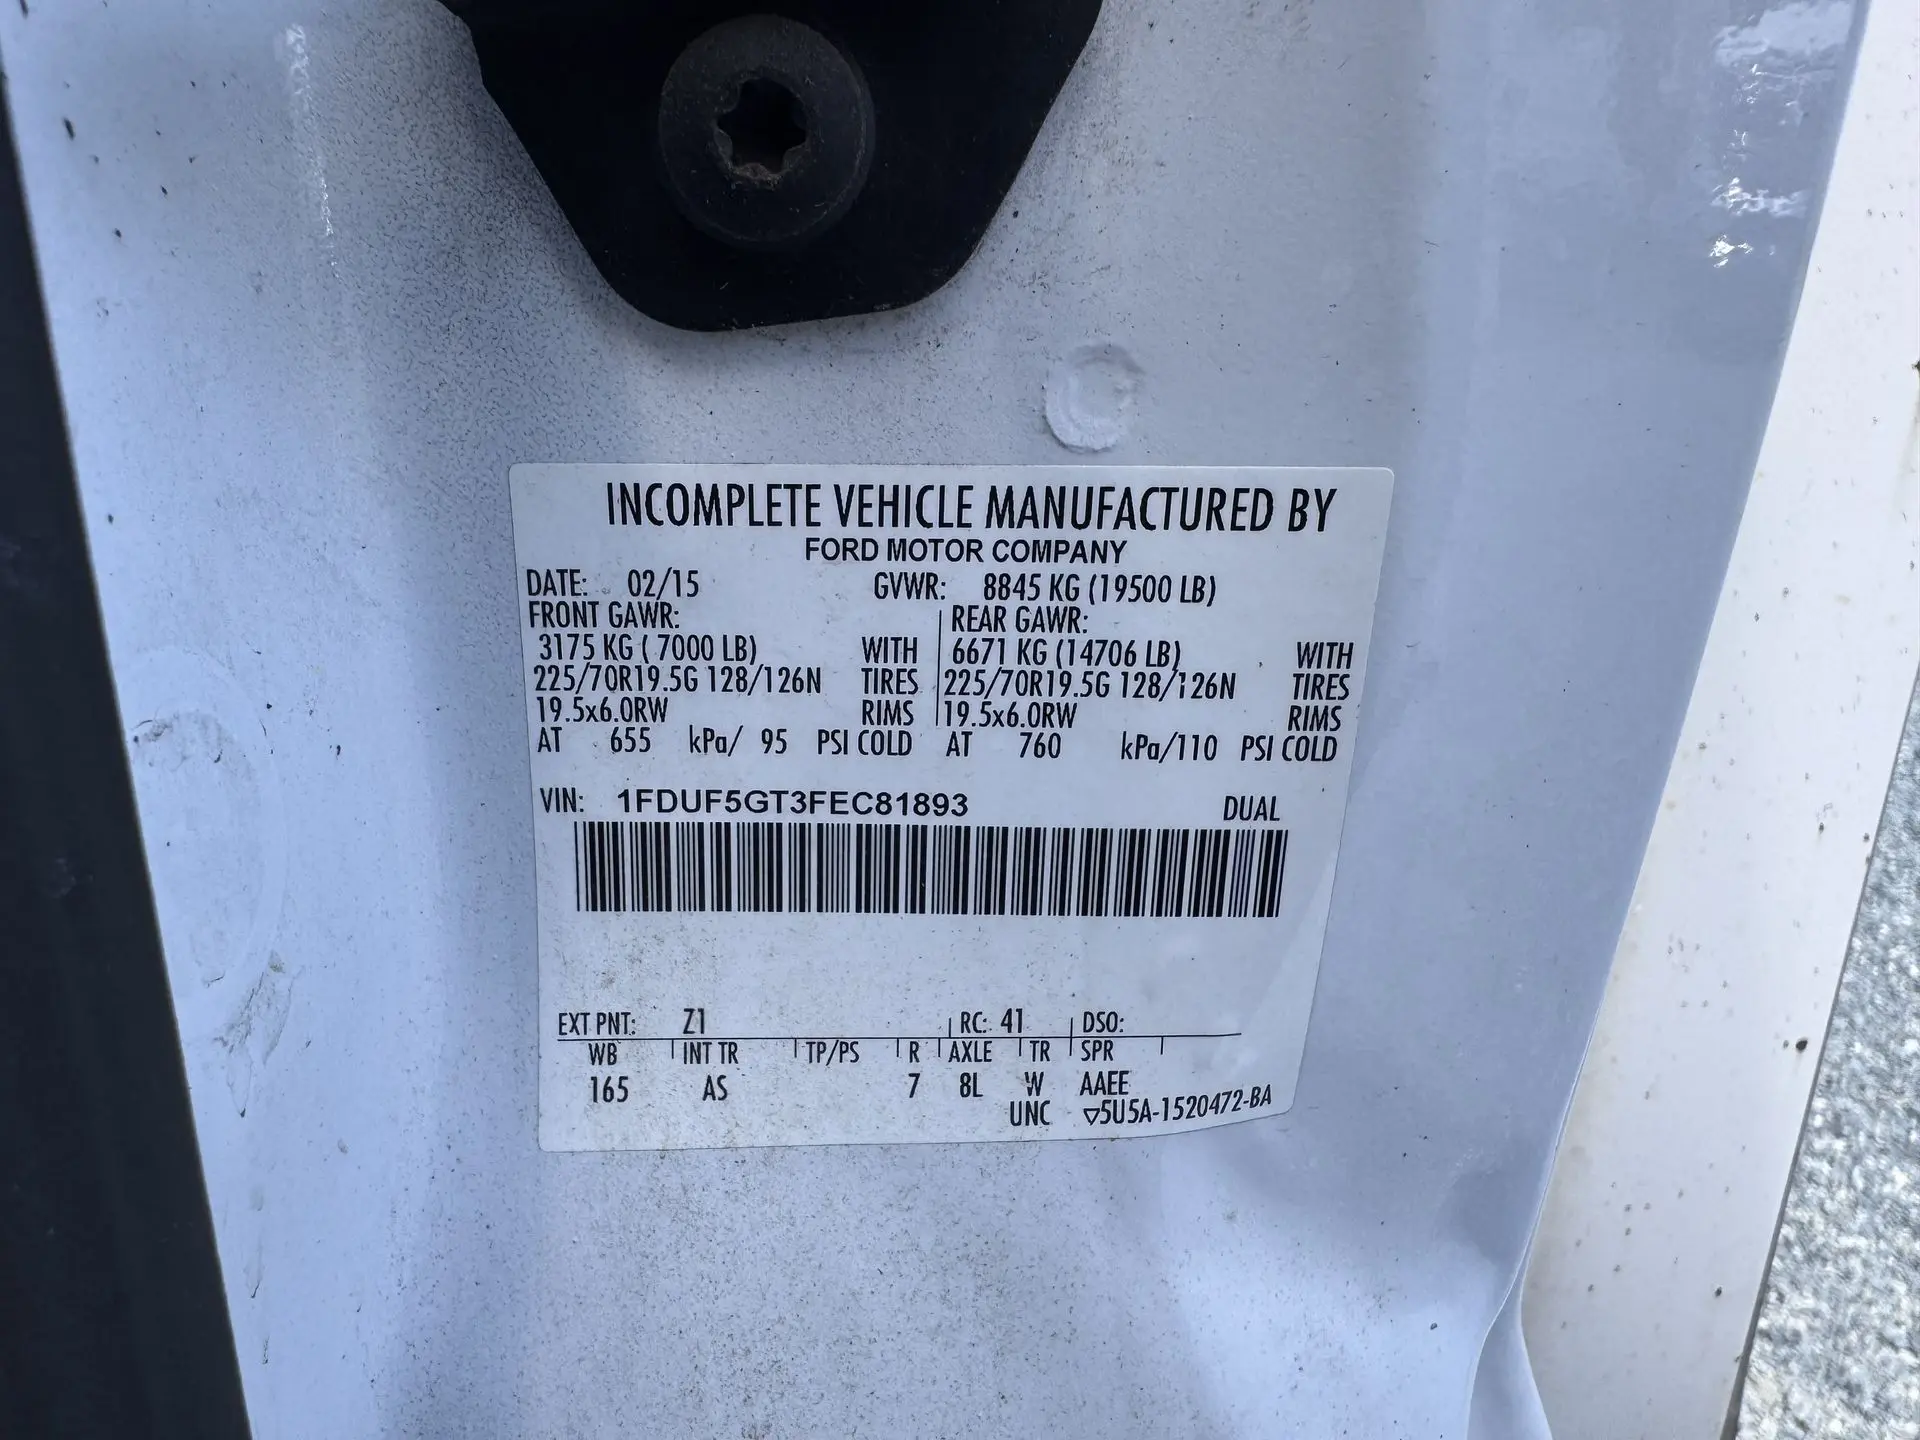 INCOMPLETE VEHICLE MANUFACTURED BY
FORD MOTOR COMPANY
DATE: 02/15 GVWR: 8845 KG (19500 LB)
FRONT GAWR: REAR GAWR:
3175 KG ( 7000 LB) WITH 6671 KG (14706 LB) WITH
225/70R19.5G 128/126N TIRES 225/70R19.5G 128/126N TIRES
19.5x6.0RW RIMS 19.5x6.0RW RIMS
AT 655 kPa/ 95 PSI COLD AT 760 kPa/110 PSI COLD
VIN: 1FDUF5GT3FEC81893 DUAL
EXT PNT: Z1 RC: 41 DSO:
WB INT TR TP/PS R AXLE TR SPR
165 AS 7 8L W AAEE
UNC ▽5U5A-1520472-BA